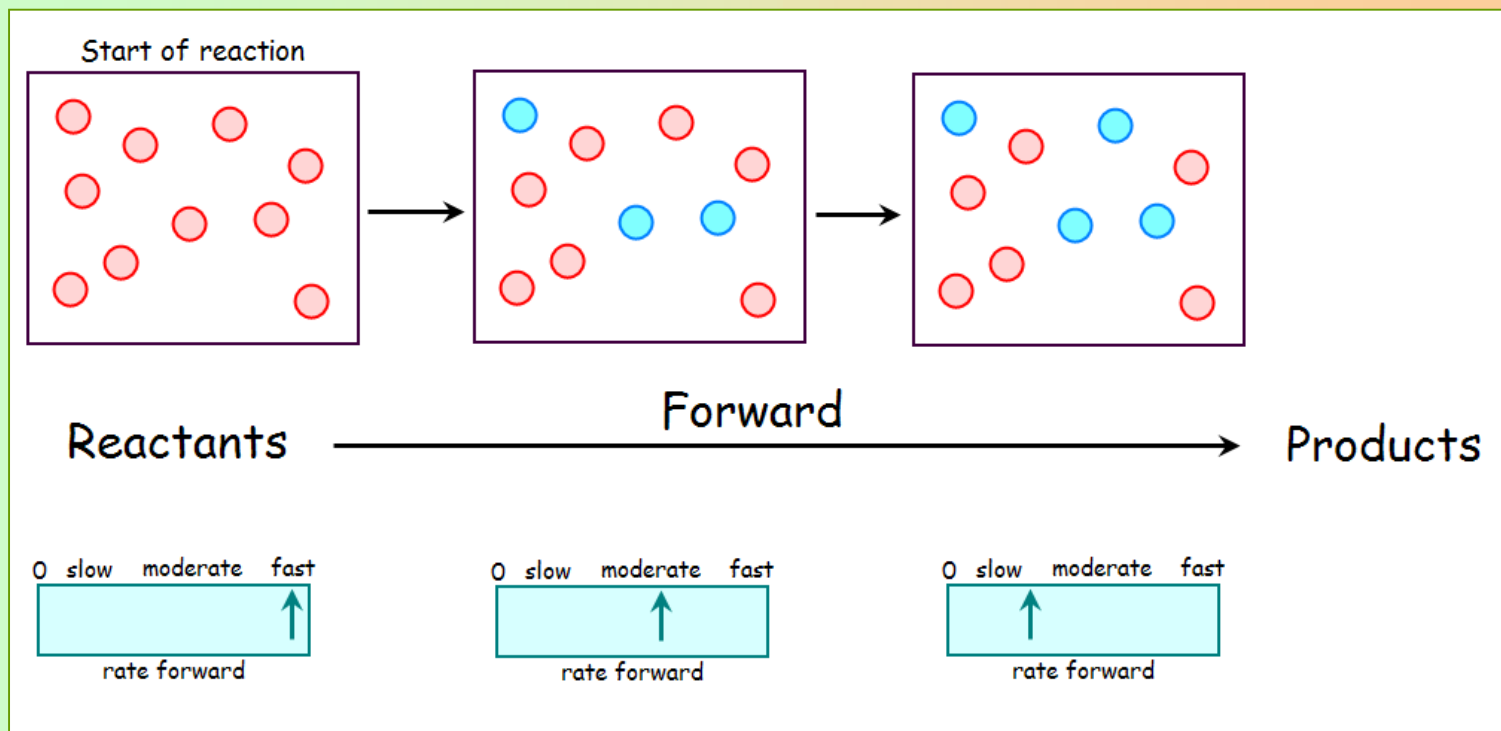 Start of reaction
Forward
Reactants
Products
0 slow moderate fast
rate forward
0 slow moderate fast
rate forward
0 slow moderate fast
rate forward